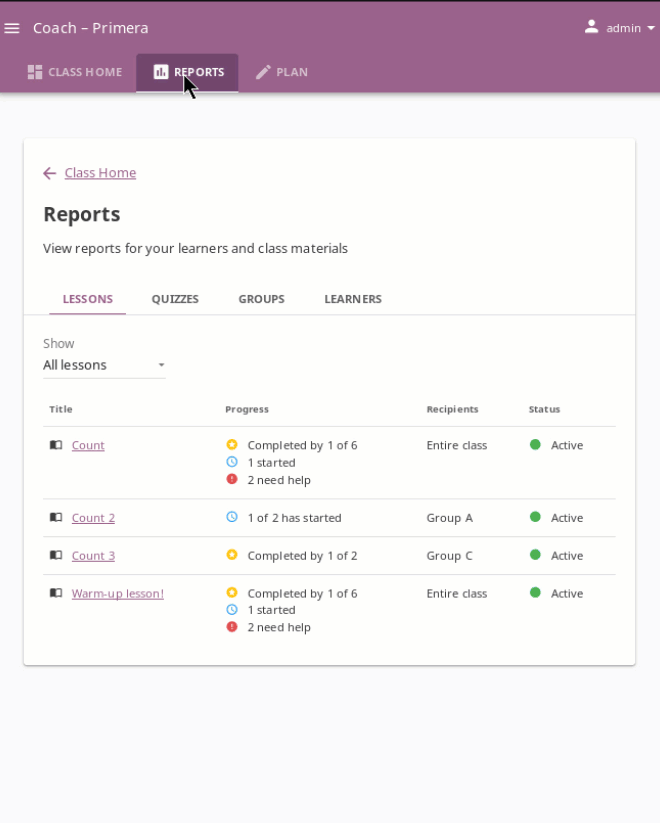 Coach – Primera
admin
CLASS HOME
REPORTS
PLAN
Class Home
Reports
View reports for your learners and class materials
LESSONS
QUIZZES
GROUPS
LEARNERS
Show
All lessons
Title Progress Recipients Status
Count Completed by 1 of 6 Entire class Active
1 started
2 need help
Count 2 1 of 2 has started Group A Active
Count 3 Completed by 1 of 2 Group C Active
Warm-up lesson! Completed by 1 of 6 Entire class Active
1 started
2 need help